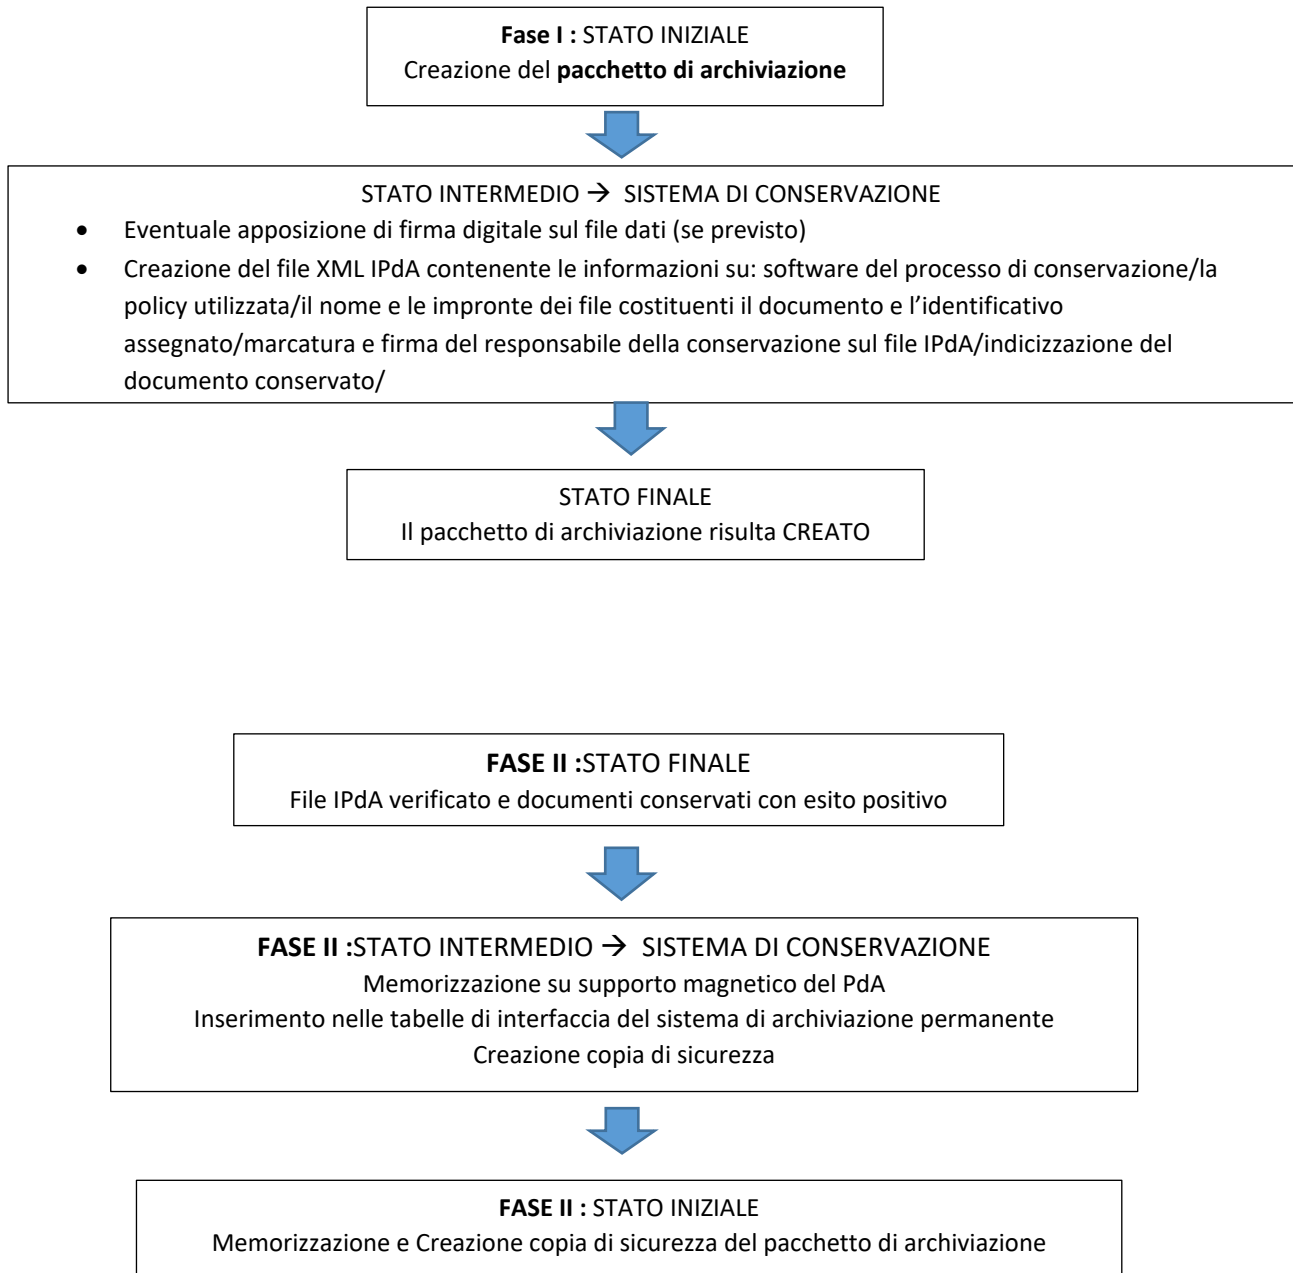 Fase I : STATO INIZIALE
Creazione del pacchetto di archiviazione
STATO INTERMEDIO → SISTEMA DI CONSERVAZIONE
• Eventuale apposizione di firma digitale sul file dati (se previsto)
• Creazione del file XML IPdA contenente le informazioni su: software del processo di conservazione/la
policy utilizzata/il nome e le impronte dei file costituenti il documento e l’identificativo
assegnato/marcatura e firma del responsabile della conservazione sul file IPdA/indicizzazione del
documento conservato/
STATO FINALE
Il pacchetto di archiviazione risulta CREATO
FASE II :STATO FINALE
File IPdA verificato e documenti conservati con esito positivo
FASE II :STATO INTERMEDIO → SISTEMA DI CONSERVAZIONE
Memorizzazione su supporto magnetico del PdA
Inserimento nelle tabelle di interfaccia del sistema di archiviazione permanente
Creazione copia di sicurezza
FASE II : STATO INIZIALE
Memorizzazione e Creazione copia di sicurezza del pacchetto di archiviazione